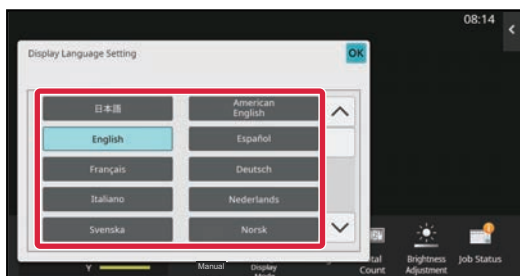 08:14
Display Language Setting
OK
日本語
American
English
English
Español
Français
Deutsch
Italiano
Nederlands
Svenska
Norsk
Y
Manual
Display
Count
Brightness
Adjustment
Job Status